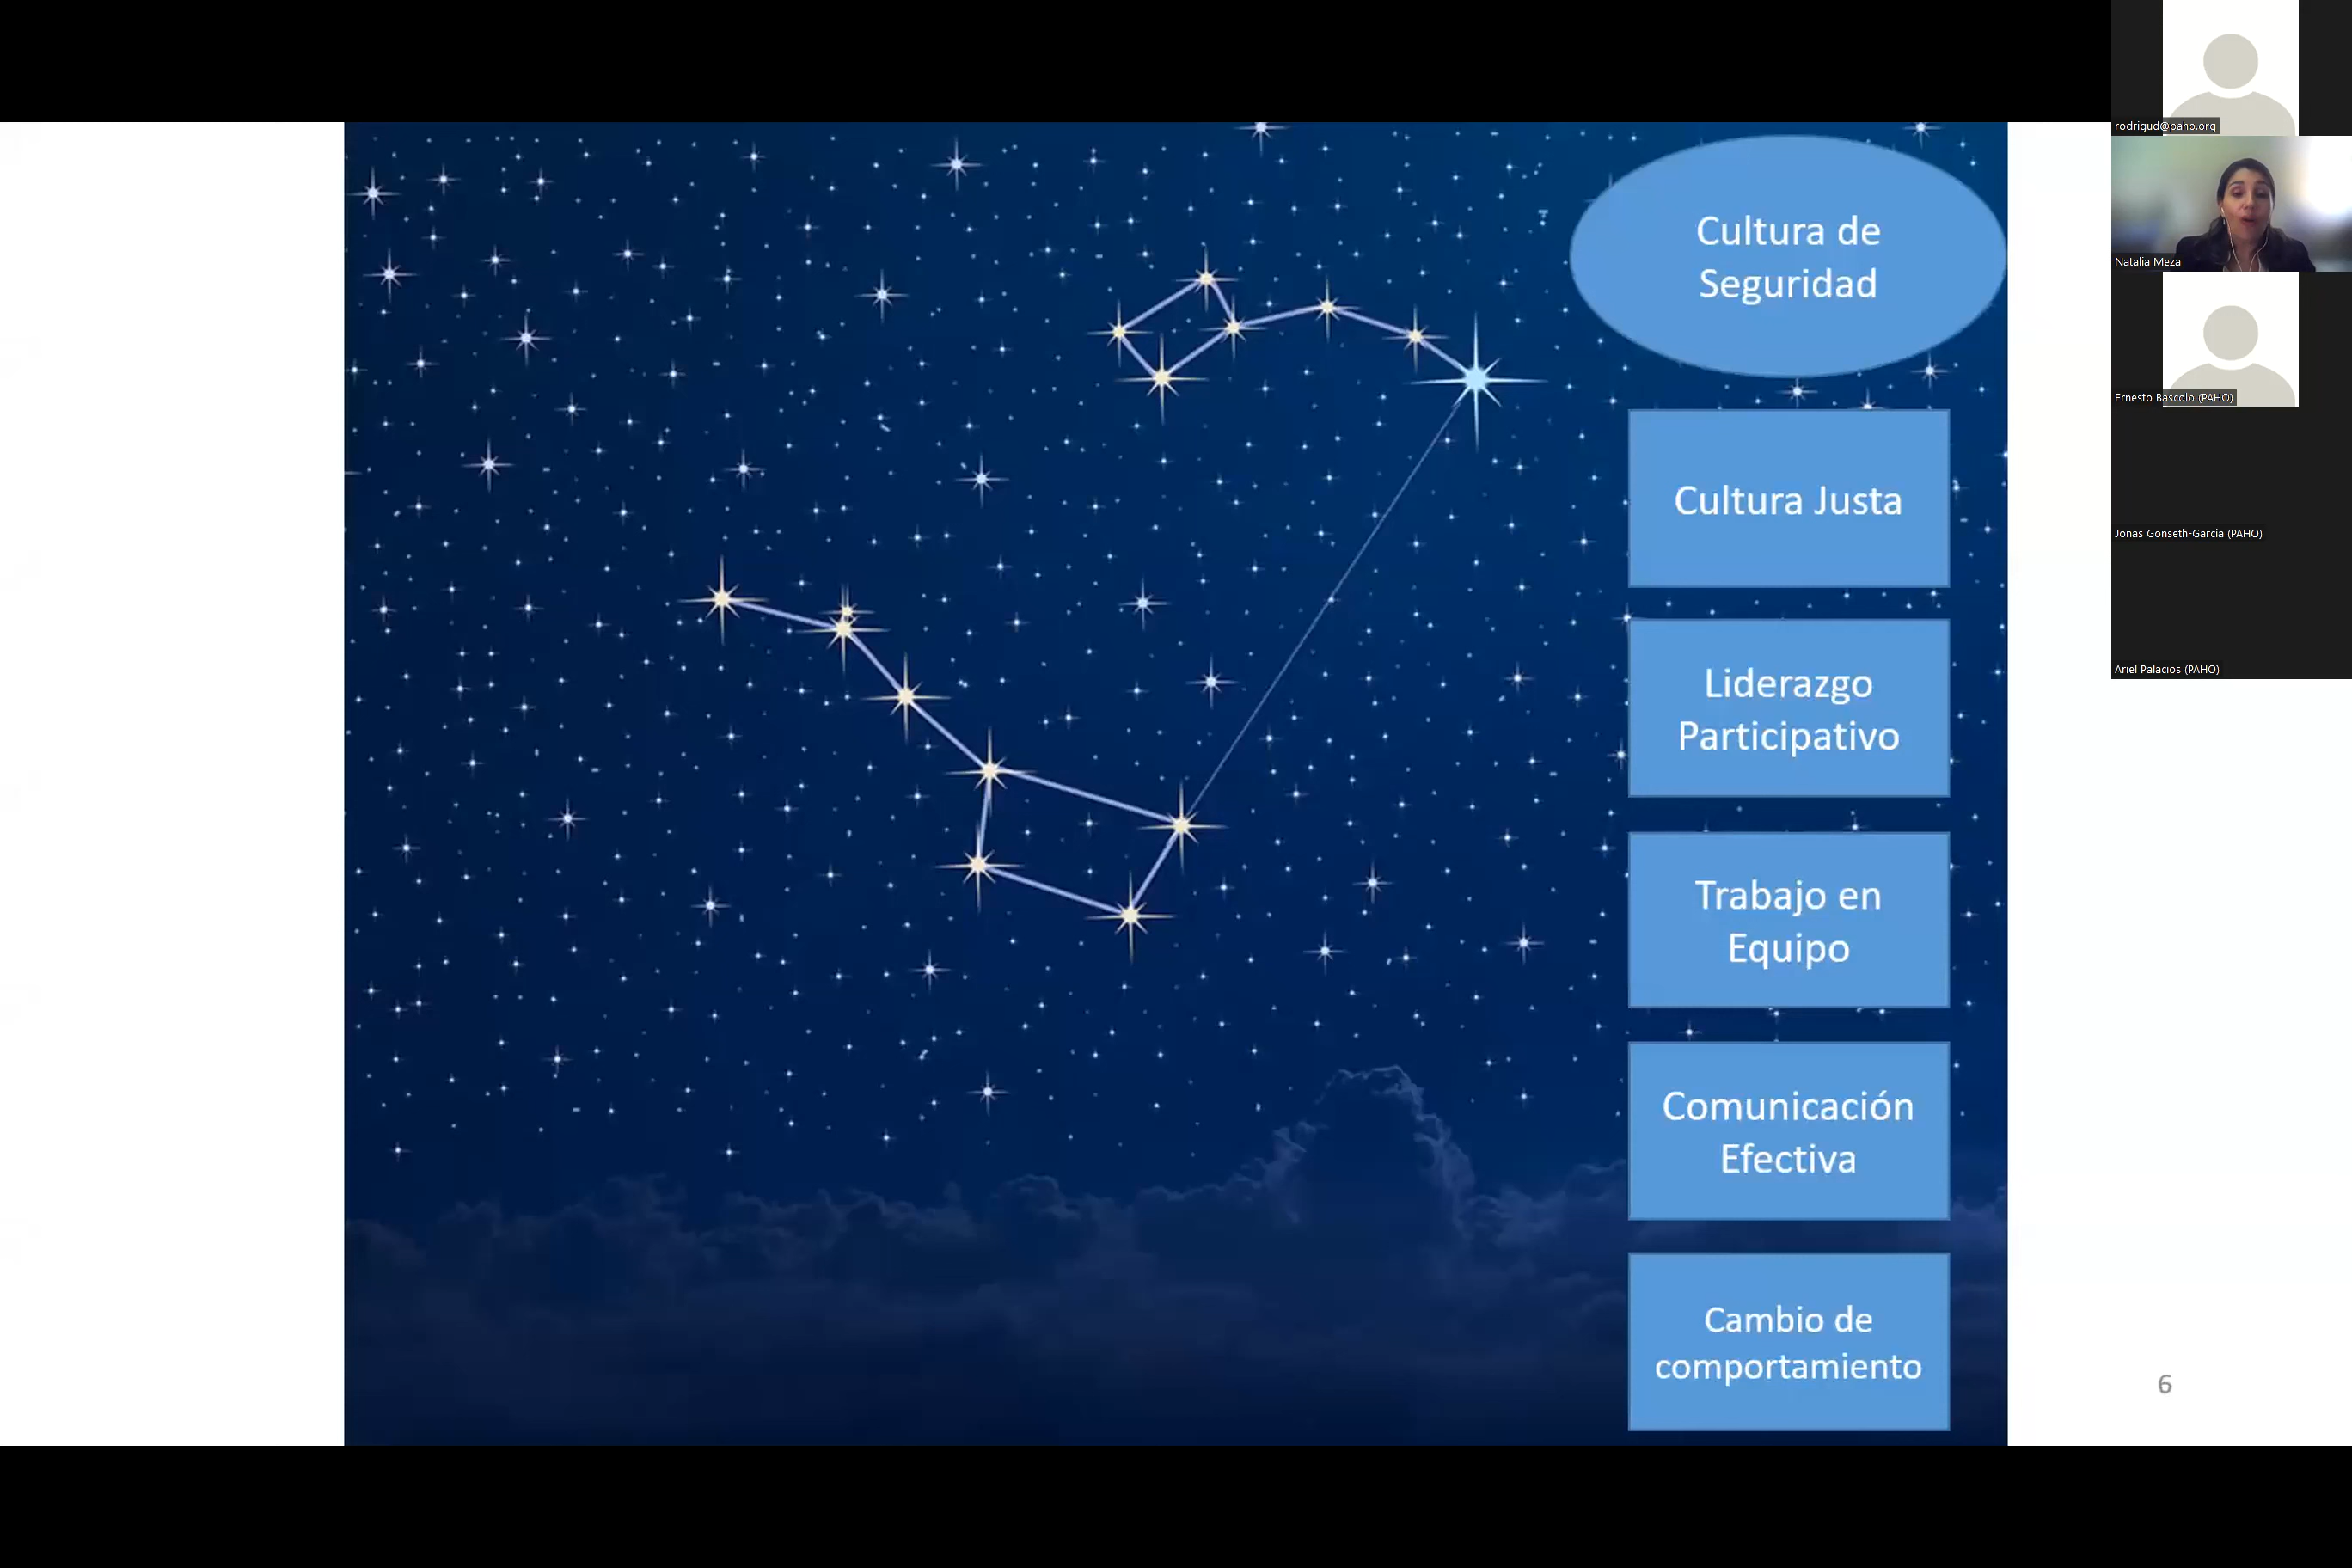 Cultura de
Seguridad
Cultura Justa
Liderazgo
Participativo
Trabajo en
Equipo
Comunicación
Efectiva
Cambio de
comportamiento
6
rodrigud@paho.org
Natalia Meza
Ernesto Bascolo (PAHO)
Jonas Gonseth-Garcia (PAHO)
Ariel Palacios (PAHO)